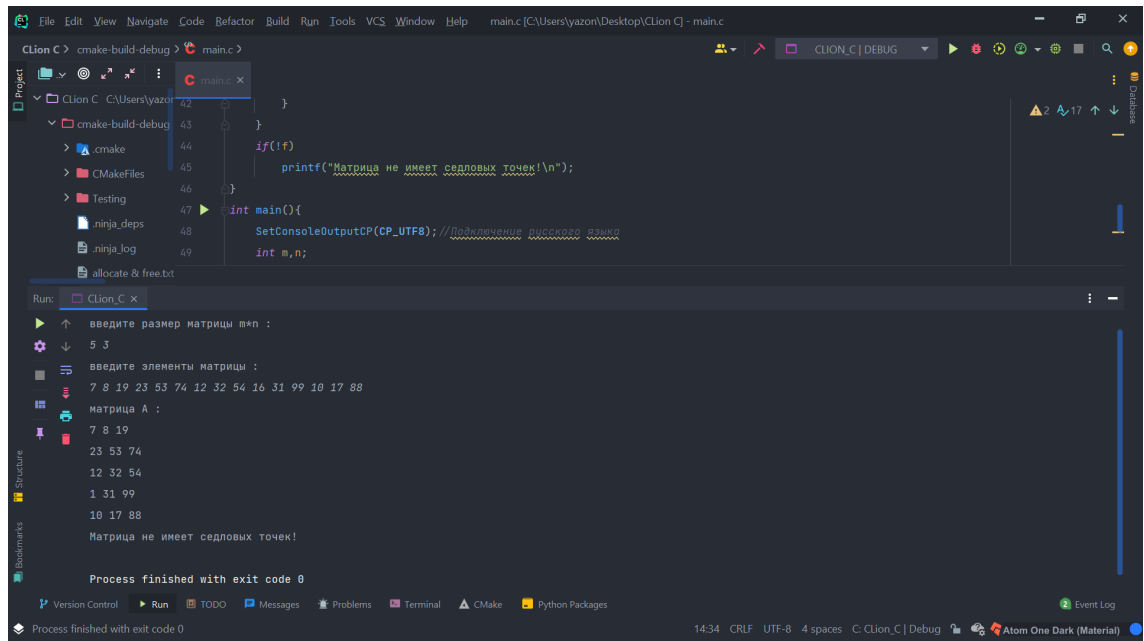 File Edit View Navigate Code Refactor Build Run Tools VCS Window Help main.c [C:\Users\yazon\Desktop\CLion C] - main.c
CLion C > cmake-build-debug > main.c > CLION_C | DEBUG
Project
main.c ×
CLion C C:\Users\yazon
42 }
2 17
Database
cmake-build-debug
43 }
.cmake
44 if(!f)
CMakeFiles
45 printf("Матрица не имеет седловых точек!\n");
Testing
46 }
47 int main(){
.ninja_deps
48 SetConsoleOutputCP(CP_UTF8);//Подключение русского языка
.ninja_log
49 int m,n;
allocate & free.txt
Run: CLion_C ×
введите размер матрицы m*n :
5 3
введите элементы матрицы :
7 8 19 23 53 74 12 32 54 16 31 99 10 17 88
матрица A :
7 8 19
23 53 74
12 32 54
1 31 99
10 17 88
Матрица не имеет седловых точек!
Process finished with exit code 0
Structure
Bookmarks
Version Control Run TODO Messages Problems Terminal CMake Python Packages 2 Event Log
Process finished with exit code 0 14:34 CRLF UTF-8 4 spaces C: CLion_C | Debug Atom One Dark (Material)